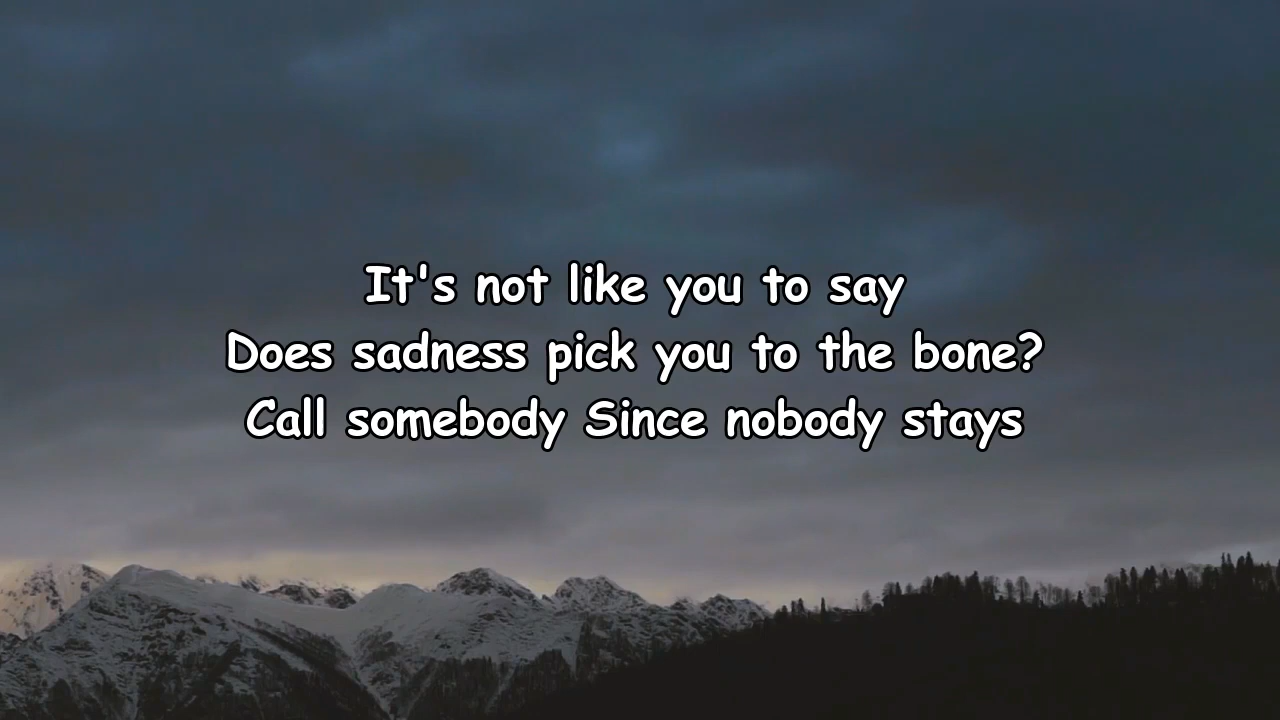 It's not like you to say
Does sadness pick you to the bone?
Call somebody Since nobody stays